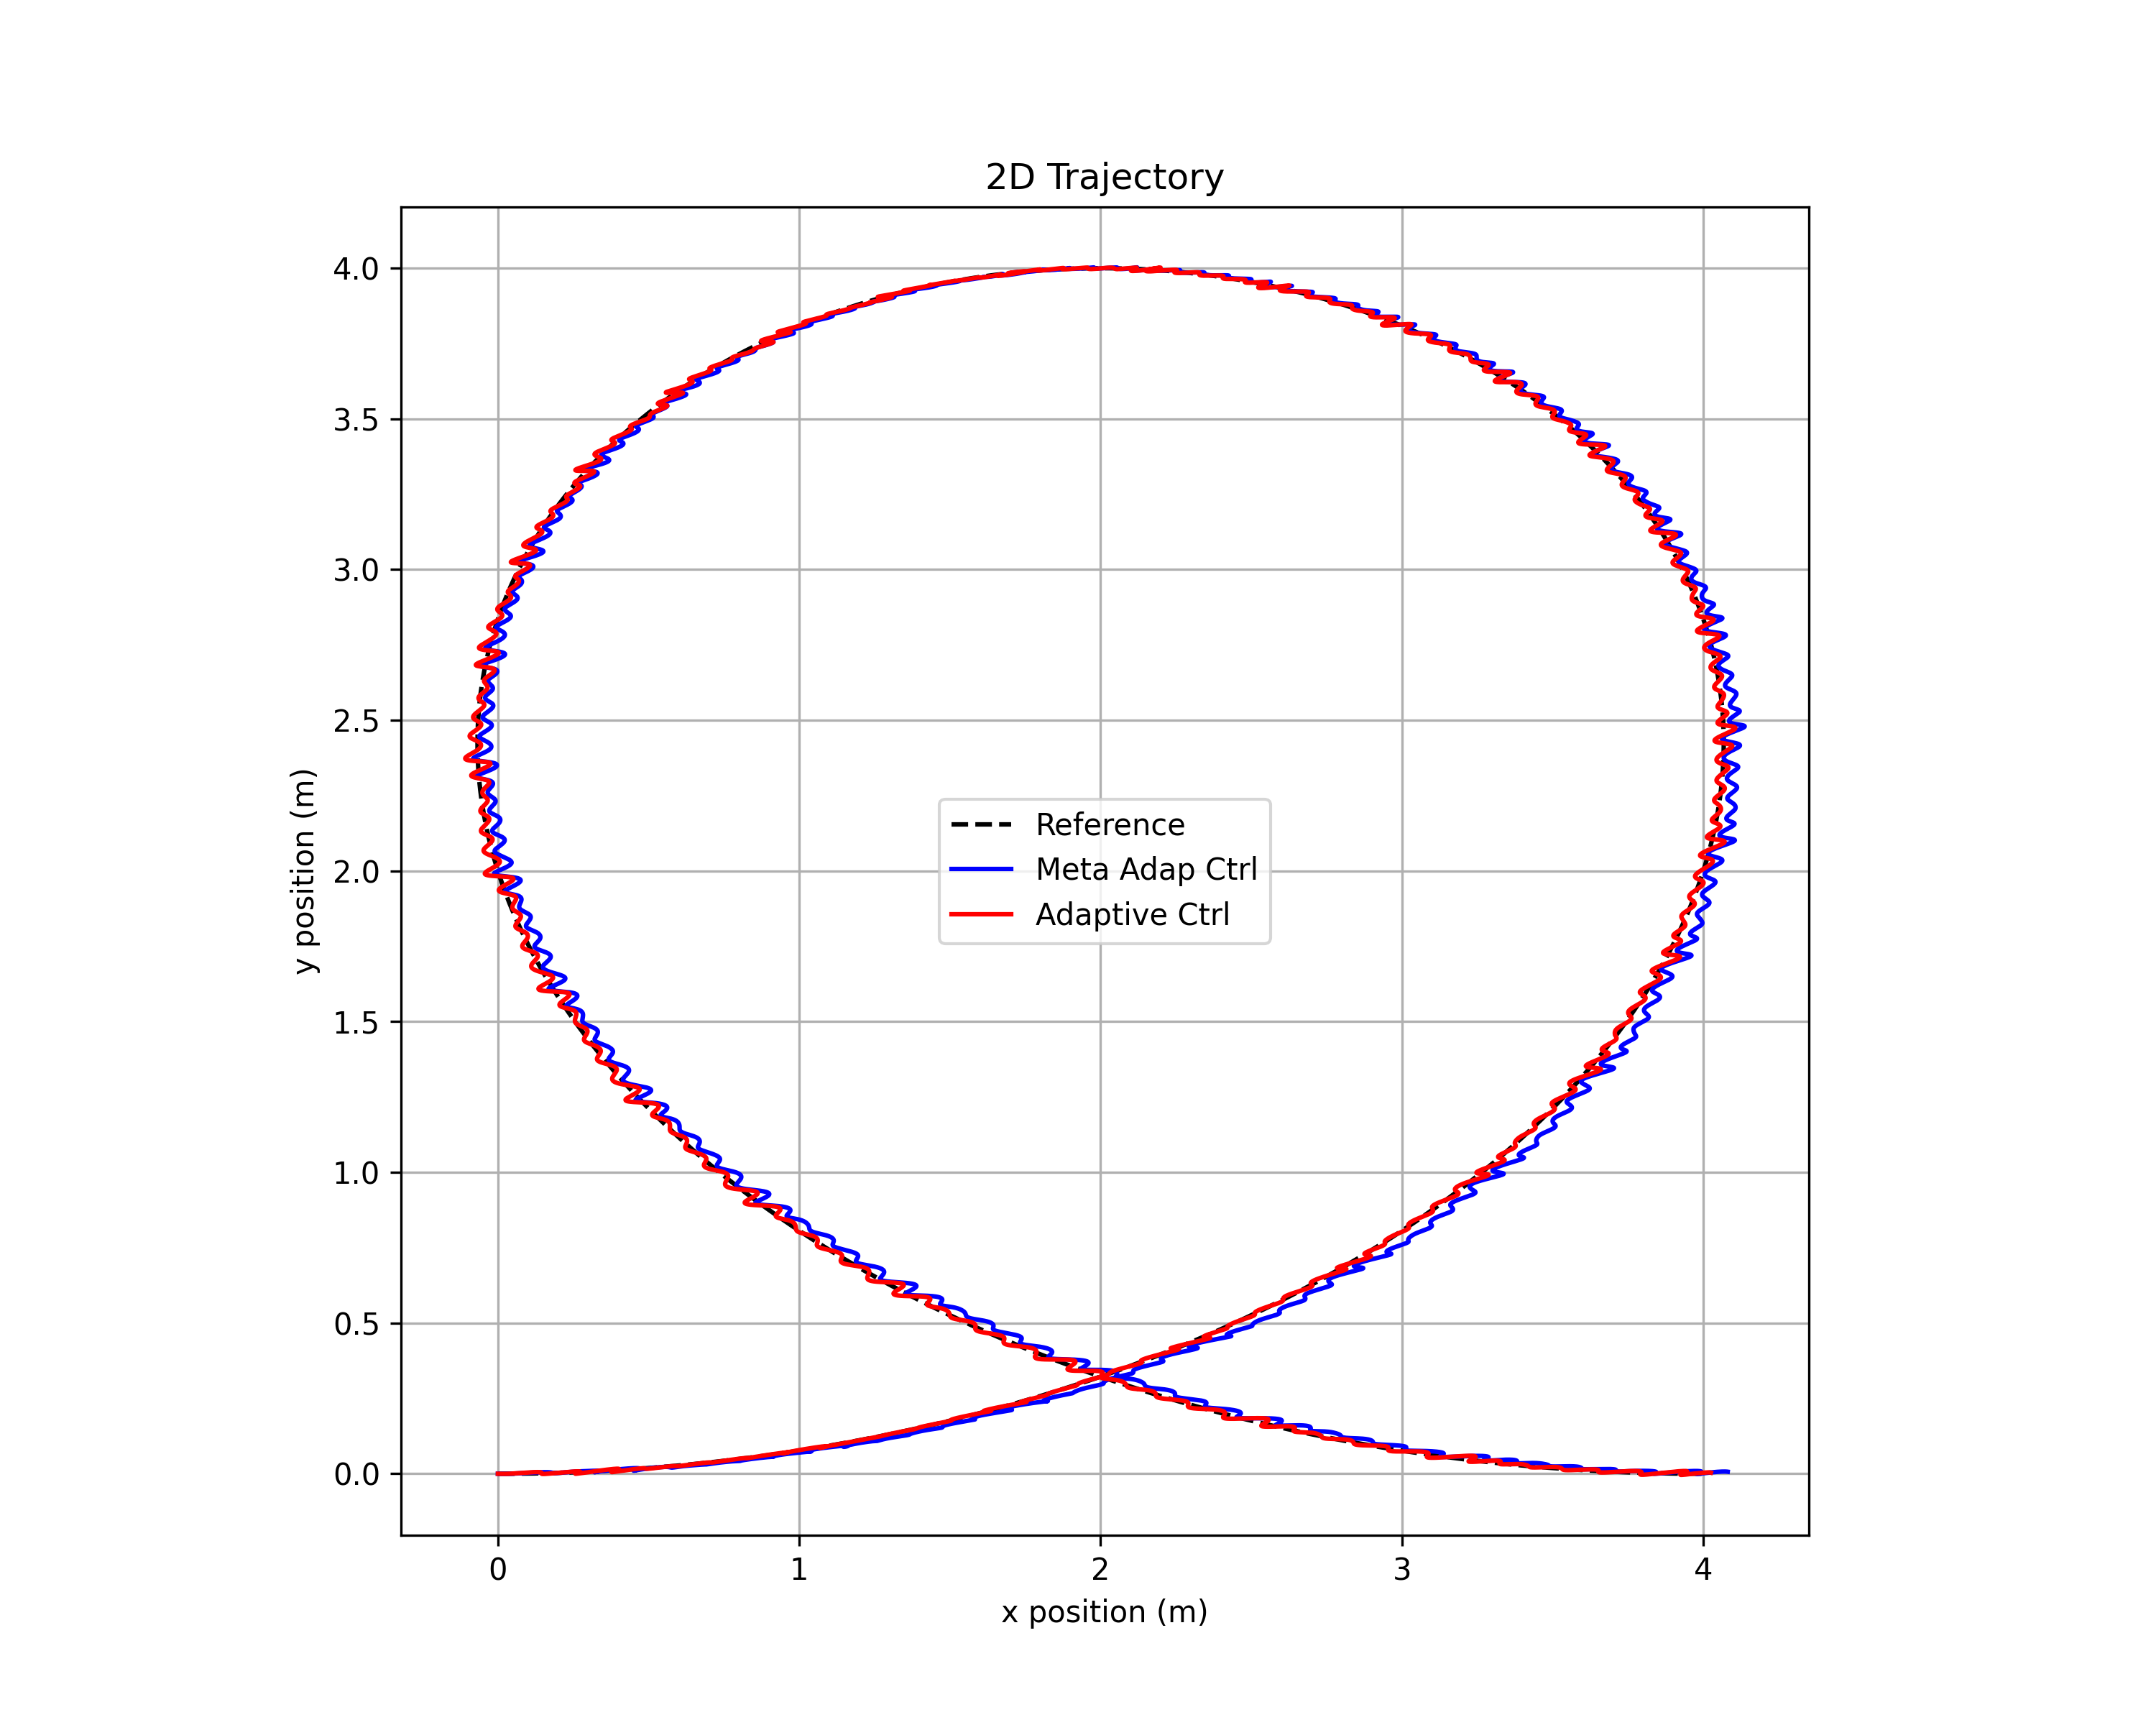 2D Trajectory
4.0
3.5
3.0
2.5
2.0
1.5
1.0
0.5
0.0
y position (m)
Reference
Meta Adap Ctrl
Adaptive Ctrl
0 1 2 3 4
x position (m)